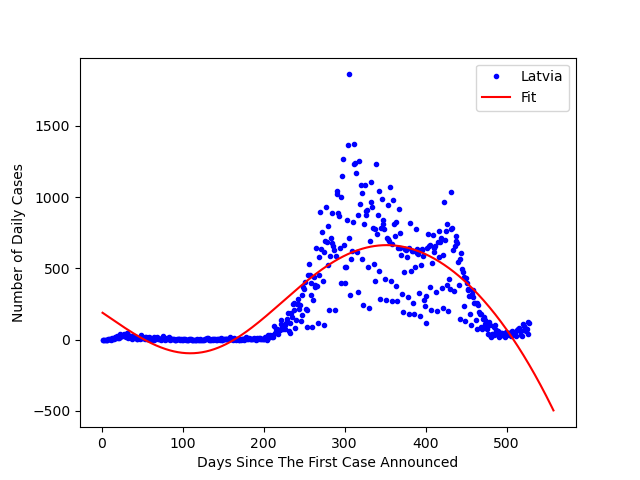 Latvia
Fit
1500
1000
500
0
−500
0 100 200 300 400 500
Number of Daily Cases
Days Since The First Case Announced